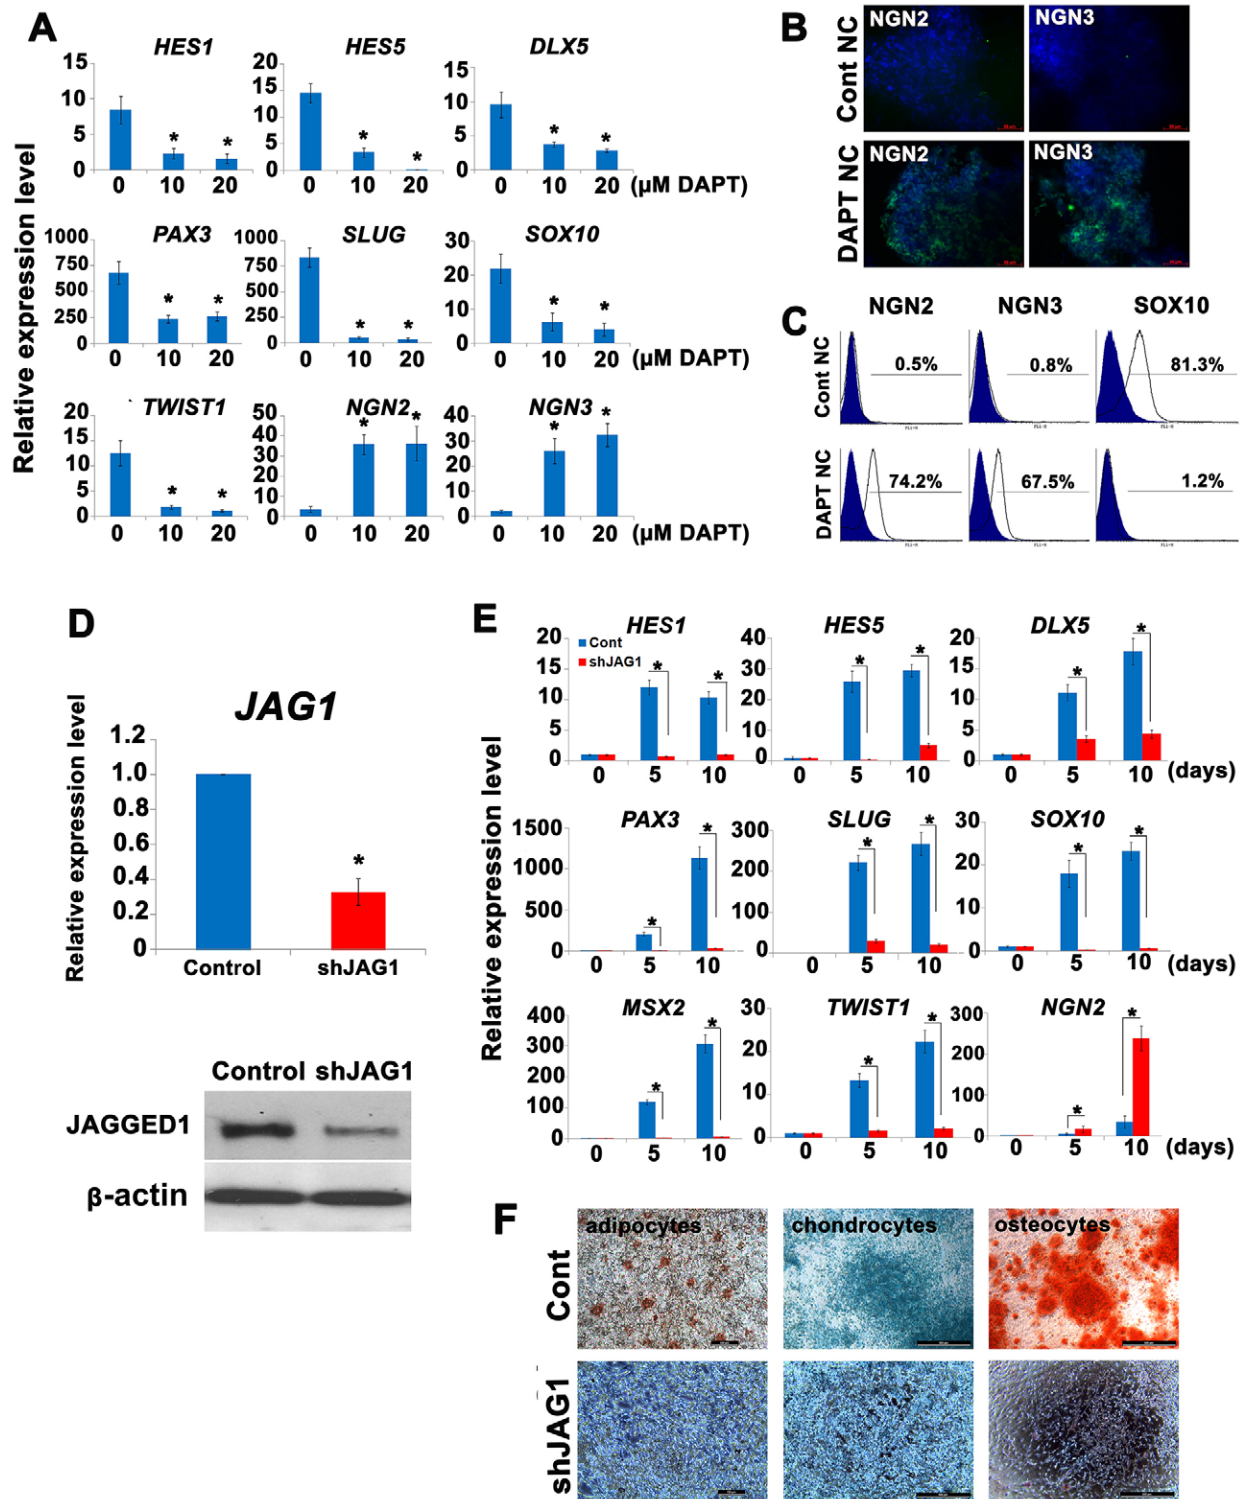 A
HES1
HES5
DLX5
15
10
5
0
20
15
10
5
0
15
10
5
0
* * * * * *
0 10 20 0 10 20 0 10 20 (µM DAPT)
Relative expression level
PAX3
SLUG
SOX10
1000
750
500
250
0
1000
750
500
250
0
30
20
10
0
* * * * * *
0 10 20 0 10 20 0 10 20 (µM DAPT)
TWIST1
NGN2
NGN3
20
15
10
5
0
50
40
30
20
10
0
40
30
20
10
0
* * * * * *
0 10 20 0 10 20 0 10 20 (µM DAPT)
B
Cont NC
NGN2
NGN3
DAPT NC
NGN2
NGN3
C
NGN2 NGN3 SOX10
Cont NC
0.5% 0.8% 81.3%
DAPT NC
74.2% 67.5% 1.2%
D
JAG1
Relative expression level
1.2
1.0
0.8
0.6
0.4
0.2
0
*
Control shJAG1
Control shJAG1
JAGGED1
β-actin
E
Relative expression level
HES1
HES5
DLX5
Cont
shJAG1
20
15
10
5
0
40
30
20
10
0
20
15
10
5
0
* * * * * *
0 5 10 0 5 10 0 5 10 (days)
PAX3
SLUG
SOX10
1500
1000
500
0
300
200
100
0
30
20
10
0
* * * * * *
0 5 10 0 5 10 0 5 10 (days)
MSX2
TWIST1
NGN2
400
300
200
100
0
30
20
10
0
300
200
100
0
* * * * * *
0 5 10 0 5 10 0 5 10 (days)
F
adipocytes
chondrocytes
osteocytes
Cont
shJAG1